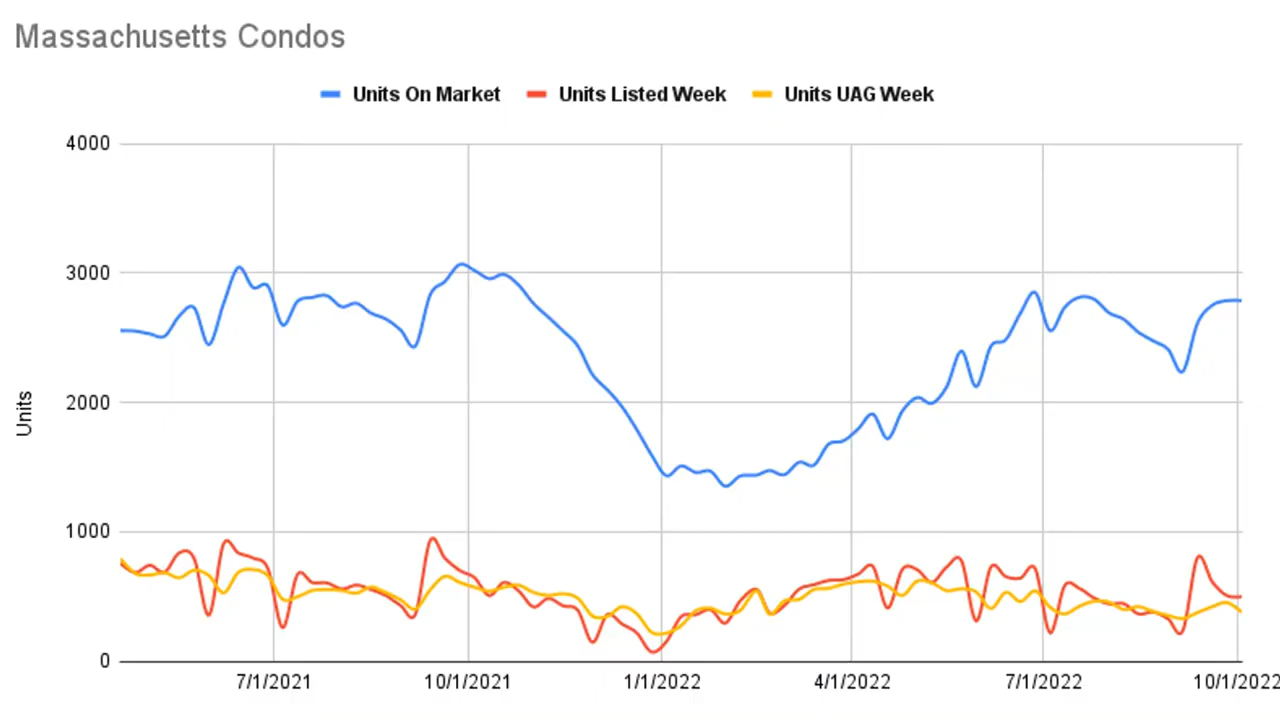 Massachusetts Condos
Units On Market Units Listed Week Units UAG Week
4000
3000
2000
1000
0
Units
7/1/2021 10/1/2021 1/1/2022 4/1/2022 7/1/2022 10/1/2022